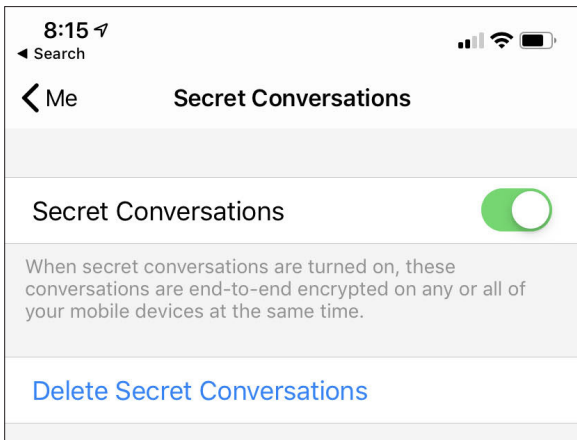 8:15
◀ Search
Me
Secret Conversations
Secret Conversations
When secret conversations are turned on, these
conversations are end-to-end encrypted on any or all of
your mobile devices at the same time.
Delete Secret Conversations